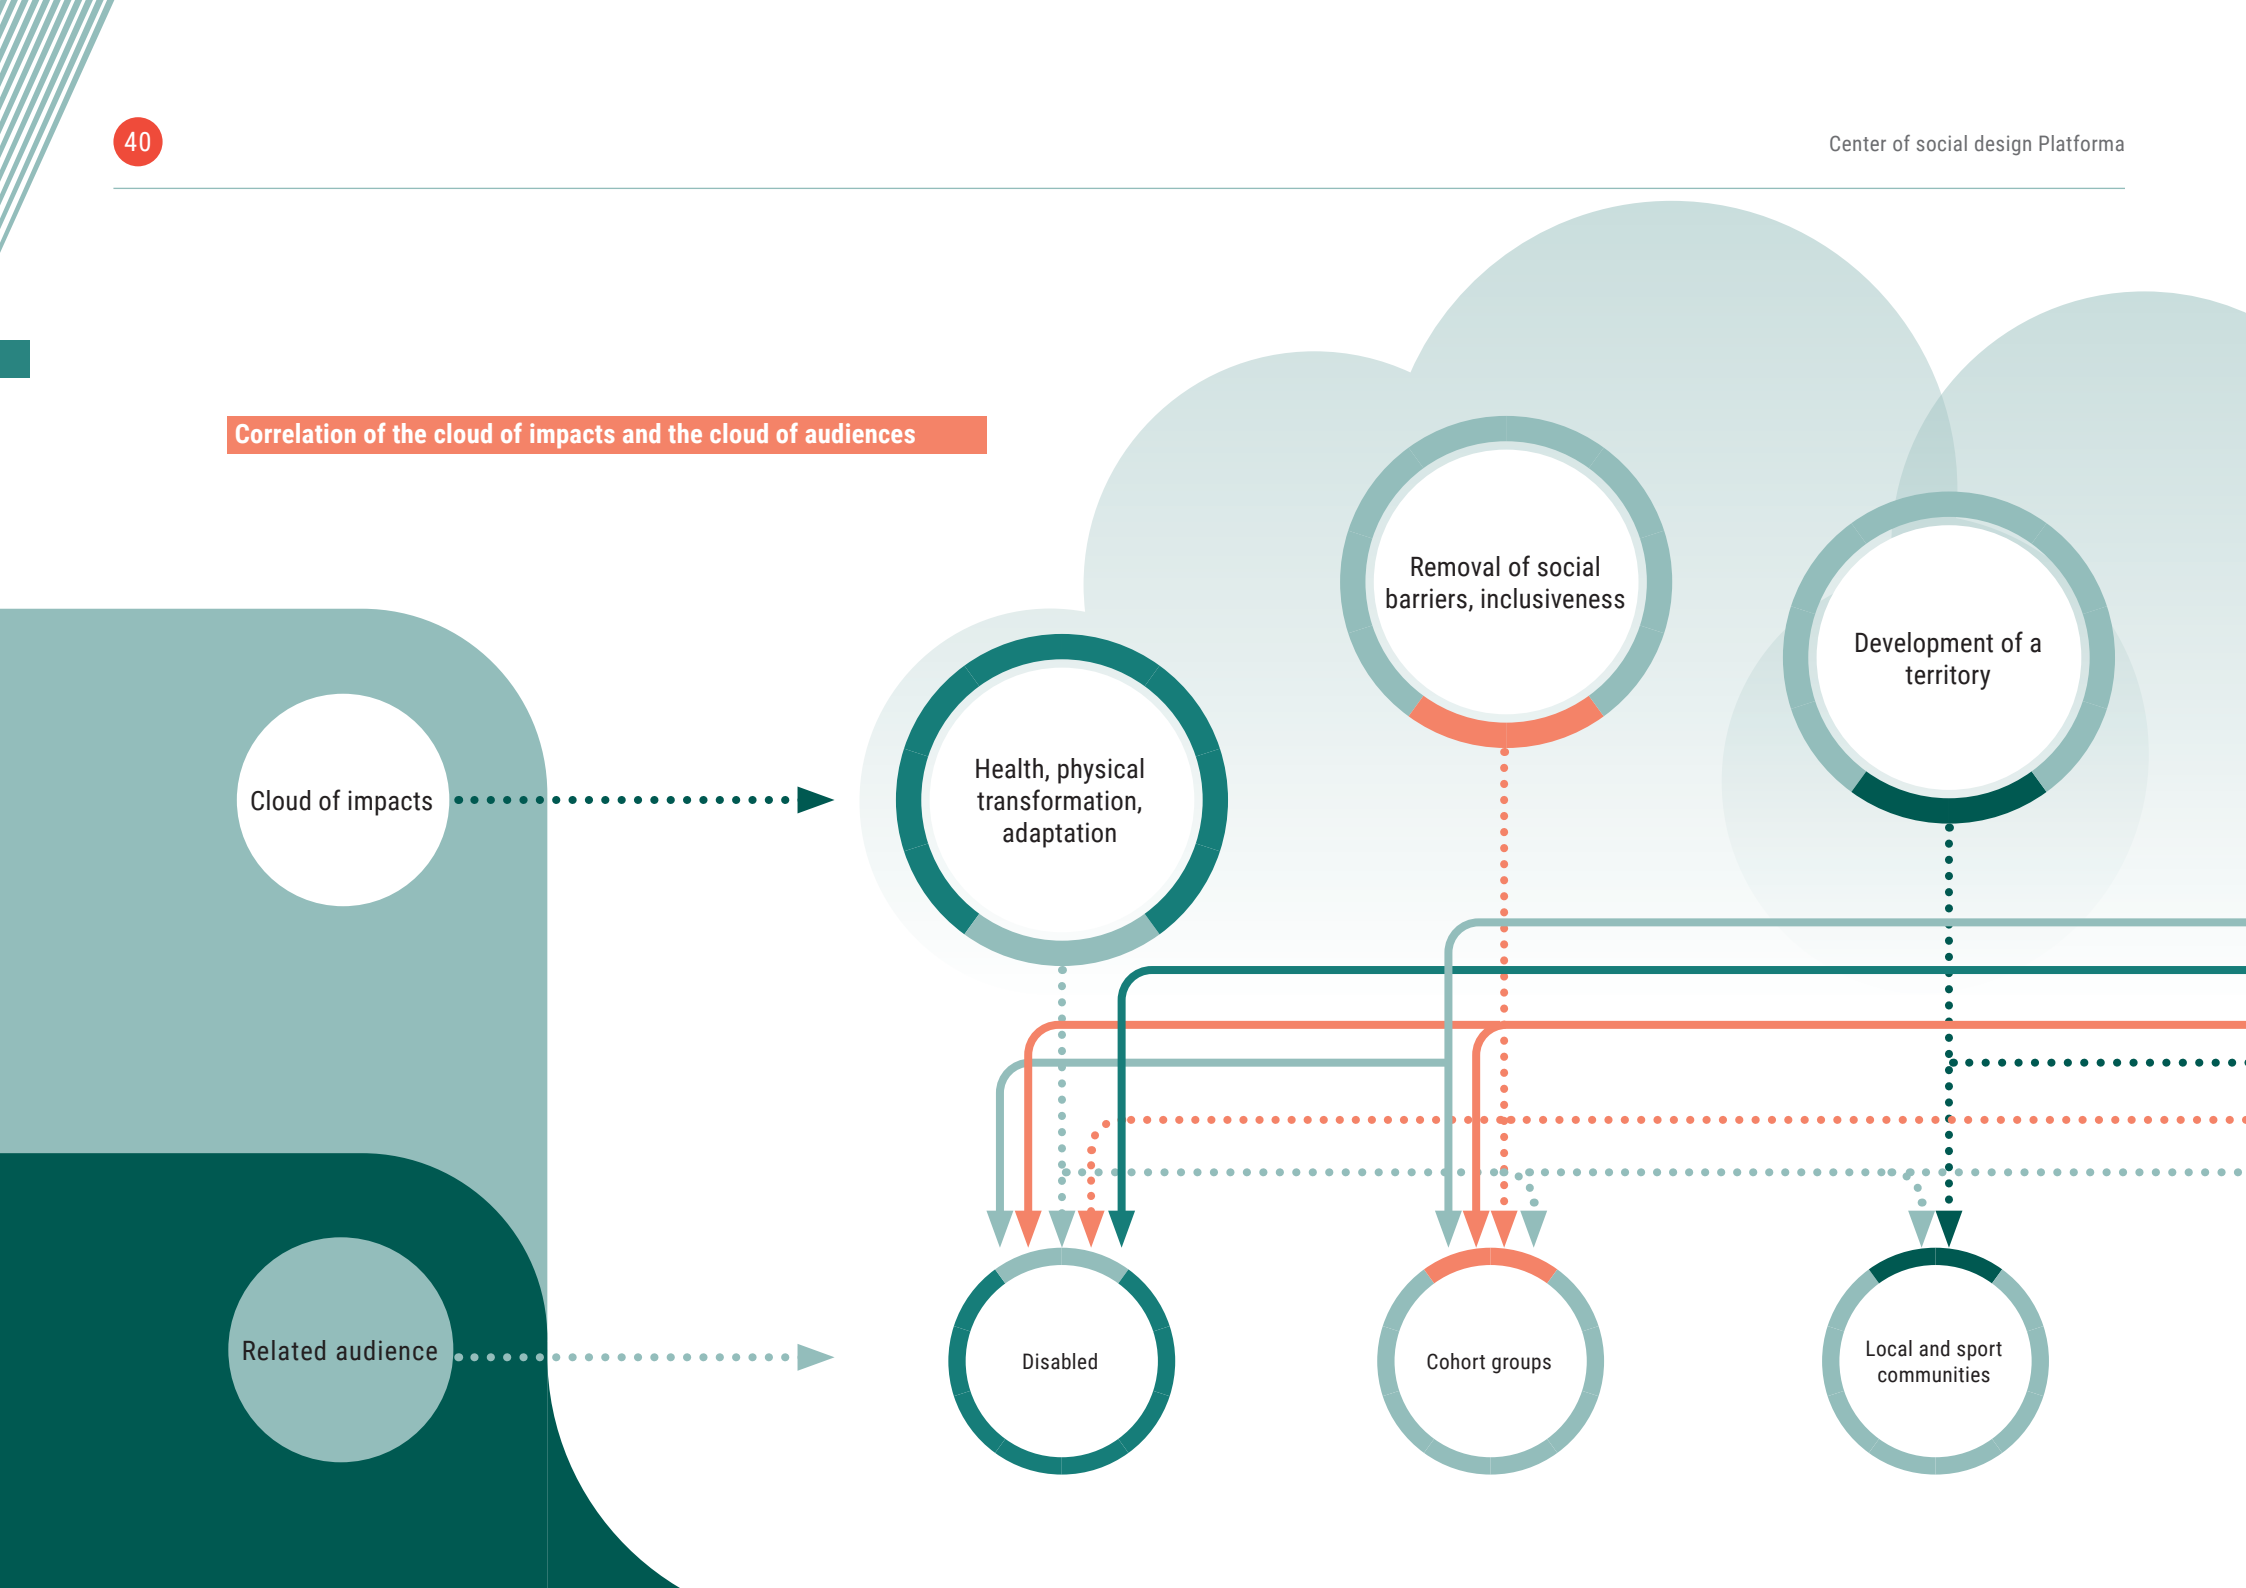 40
Center of social design Platforma
Correlation of the cloud of impacts and the cloud of audiences
Removal of social
barriers, inclusiveness
Development of a
territory
Health, physical
transformation,
adaptation
Cloud of impacts
Related audience
Disabled
Cohort groups
Local and sport
communities